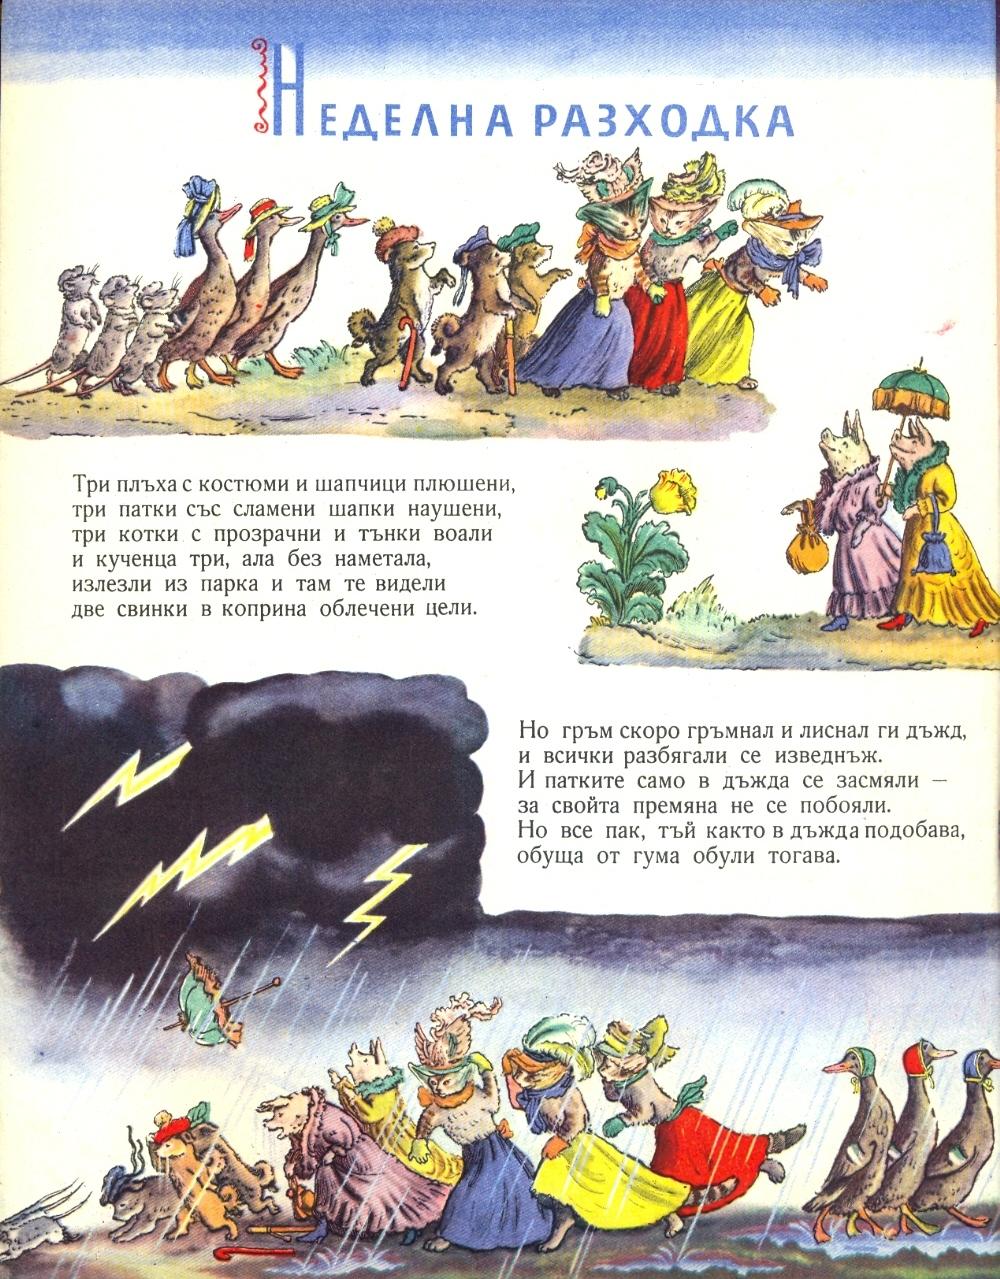 НЕДЕЛНА РАЗХОДКА
Три плъха с костюми и шапчици плюшени,
три патки със сламени шапки наушени,
три котки с прозрачни и тънки воали
и кученца три, ала без наметала,
излезли из парка и там те видели
две свинки в коприна облечени цели.
Но гръм скоро гръмнал и лиснал ги дъжд,
и всички разбягали се изведнъж.
И патките само в дъжда се засмяли —
за свойта премяна не се побояли.
Но все пак, тъй както в дъжда подобава,
обуща от гума обули тогава.